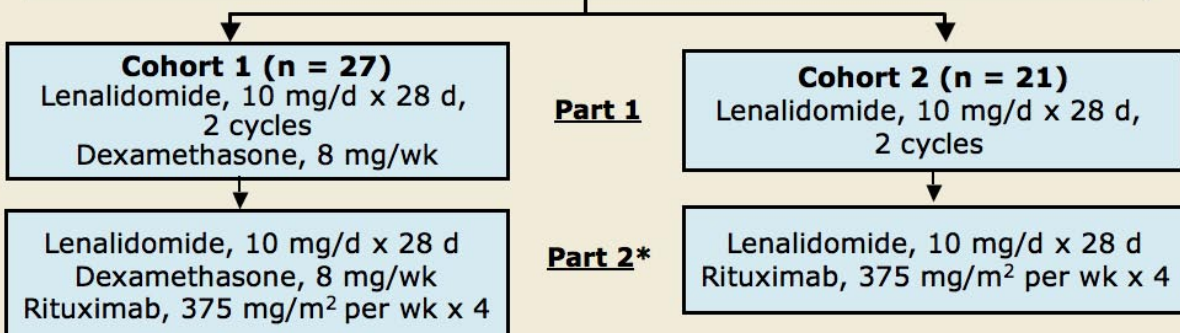 Cohort 1 (n = 27)
Lenalidomide, 10 mg/d x 28 d,
2 cycles
Dexamethasone, 8 mg/wk
Part 1
Cohort 2 (n = 21)
Lenalidomide, 10 mg/d x 28 d,
2 cycles
Lenalidomide, 10 mg/d x 28 d
Dexamethasone, 8 mg/wk
Rituximab, 375 mg/m² per wk x 4
Part 2*
Lenalidomide, 10 mg/d x 28 d
Rituximab, 375 mg/m² per wk x 4